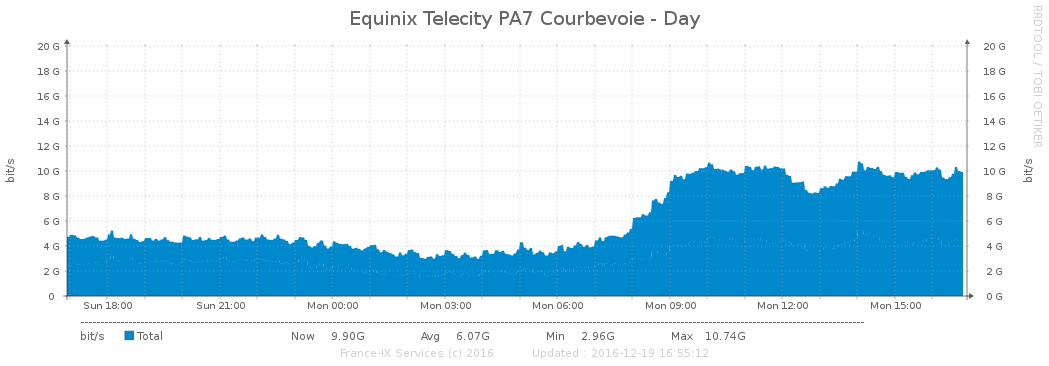 Equinix Telecity PA7 Courbevoie - Day
RRDTOOL / TOBI OETIKER
bit/s
bit/s
20 G 20 G
18 G 18 G
16 G 16 G
14 G 14 G
12 G 12 G
10 G 10 G
8 G 8 G
6 G 6 G
4 G 4 G
2 G 2 G
0 0 G
Sun 18:00 Sun 21:00 Mon 00:00 Mon 03:00 Mon 06:00 Mon 09:00 Mon 12:00 Mon 15:00
bit/s Total Now 9.90G Avg 6.07G Min 2.96G Max 10.74G
France-IX Services (c) 2016 Updated : 2016-12-19 16:55:12